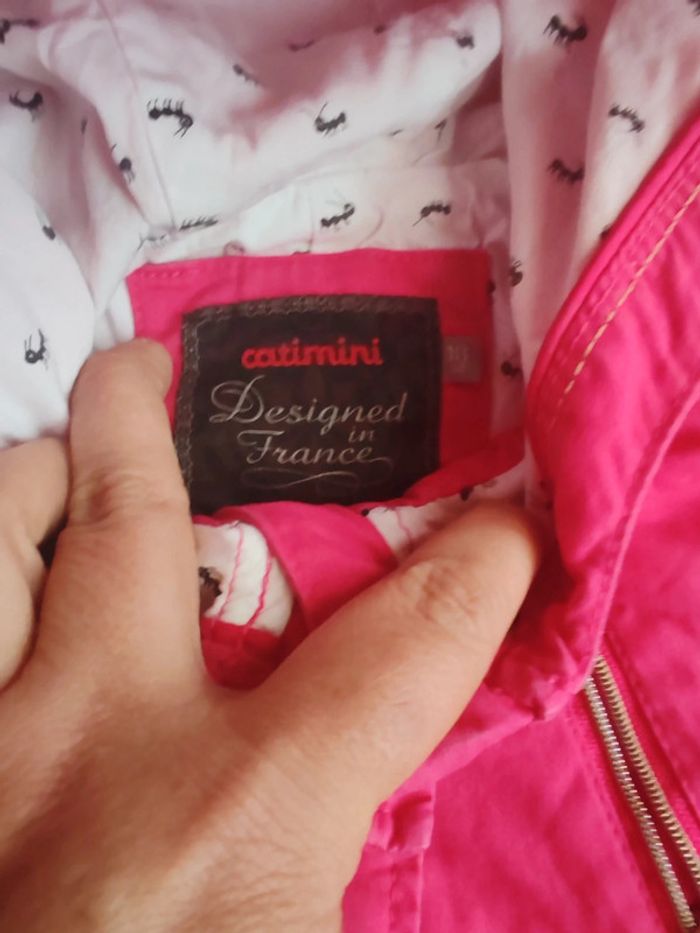 catimini
Designed
in
France